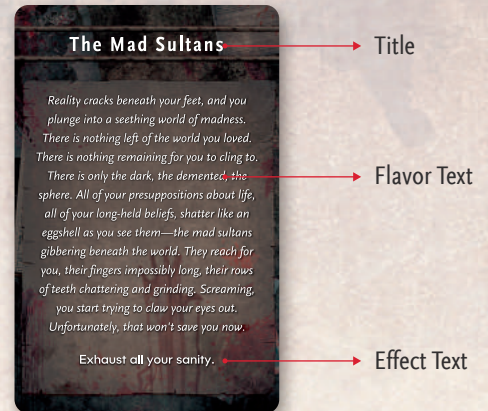 The Mad Sultans
Title
Reality cracks beneath your feet, and you
plunge into a seething world of madness.
There is nothing left of the world you loved.
There is nothing remaining for you to cling to.
There is only the dark, the demented, the
sphere. All of your presuppositions about life,
all of your long-held beliefs, shatter like an
eggshell as you see them—the mad sultans
gibbering beneath the world. They reach for
you, their fingers impossibly long, their rows
of teeth chattering and grinding. Screaming,
you start trying to claw your eyes out.
Unfortunately, that won't save you now.
Flavor Text
Exhaust all your sanity.
Effect Text